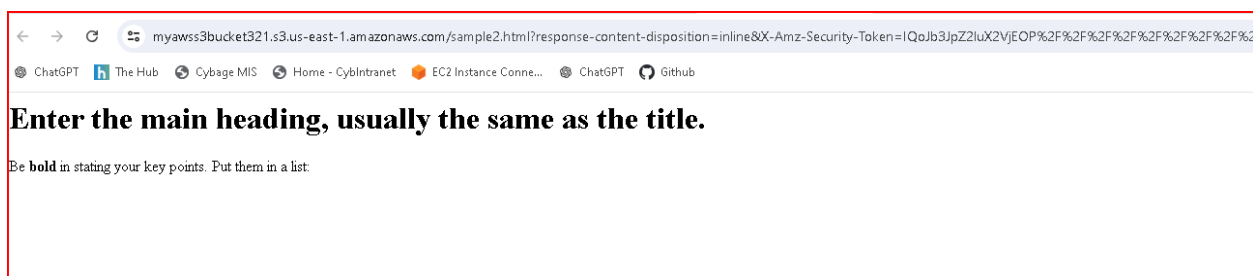 myawss3bucket321.s3.us-east-1.amazonaws.com/sample2.html?response-content-disposition=inline&X-Amz-Security-Token=IQoJb3JpZ2luX2VjEOP%2F%2F%2F%2F%2F%2F%2F%2F%2
ChatGPT The Hub Cybage MIS Home - CybIntranet EC2 Instance Conne... ChatGPT Github
Enter the main heading, usually the same as the title.
Be bold in stating your key points. Put them in a list: